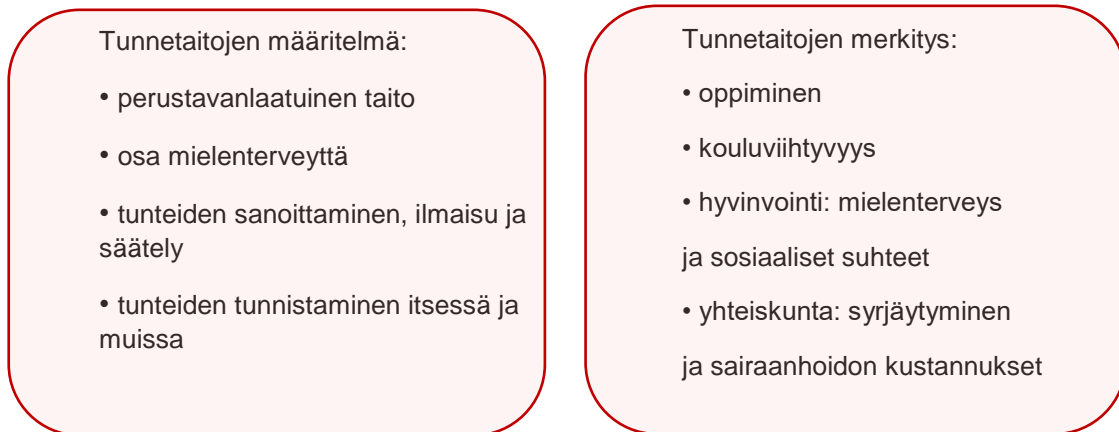 Tunnetaitojen määritelmä:
• perustavanlaatuinen taito
• osa mielenterveyttä
• tunteiden sanoittaminen, ilmaisu ja
säätely
• tunteiden tunnistaminen itsessä ja
muissa
Tunnetaitojen merkitys:
• oppiminen
• kouluviihtyvyys
• hyvinvointi: mielenterveys
ja sosiaaliset suhteet
• yhteiskunta: syrjäytyminen
ja sairaanhoidon kustannukset